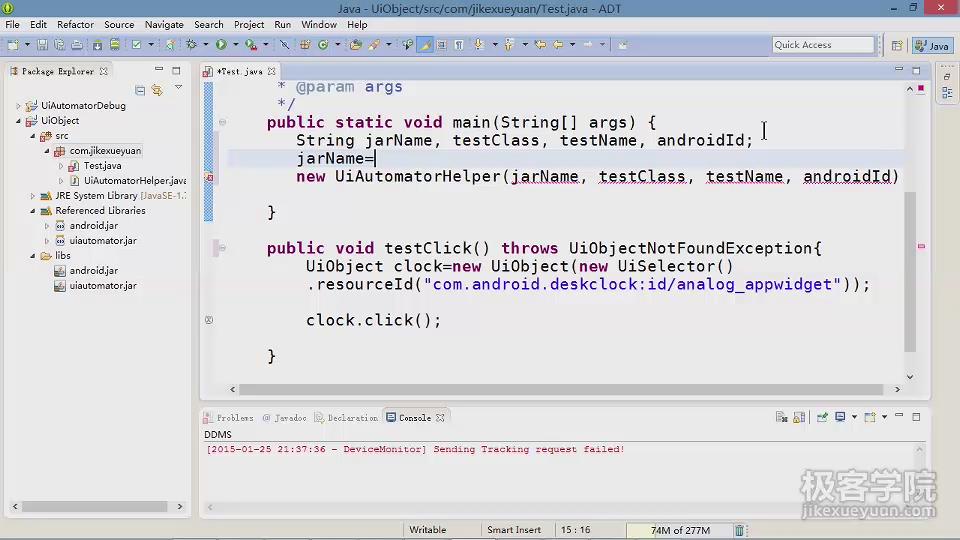 Java - UiObject/src/com/jikexueyuan/Test.java - ADT
File Edit Refactor Source Navigate Search Project Run Window Help
Quick Access
Java
Package Explorer
*Test.java
UiAutomatorDebug
UiObject
src
com.jikexueyuan
Test.java
UiAutomatorHelper.java
JRE System Library [JavaSE-1.7
Referenced Libraries
android.jar
uiautomator.jar
libs
android.jar
uiautomator.jar
* @param args
*/
public static void main(String[] args) {
String jarName, testClass, testName, androidId;
jarName=
new UiAutomatorHelper(jarName, testClass, testName, androidId)
}
public void testClick() throws UiObjectNotFoundException{
UiObject clock=new UiObject(new UiSelector()
.resourceId("com.android.deskclock:id/analog_appwidget"));
clock.click();
}
Problems @ Javadoc Declaration Console
DDMS
[2015-01-25 21:37:36 - DeviceMonitor] Sending Tracking request failed!
极客学院
jikexueyuan.com
Writable Smart Insert 15 : 16 74M of 277M